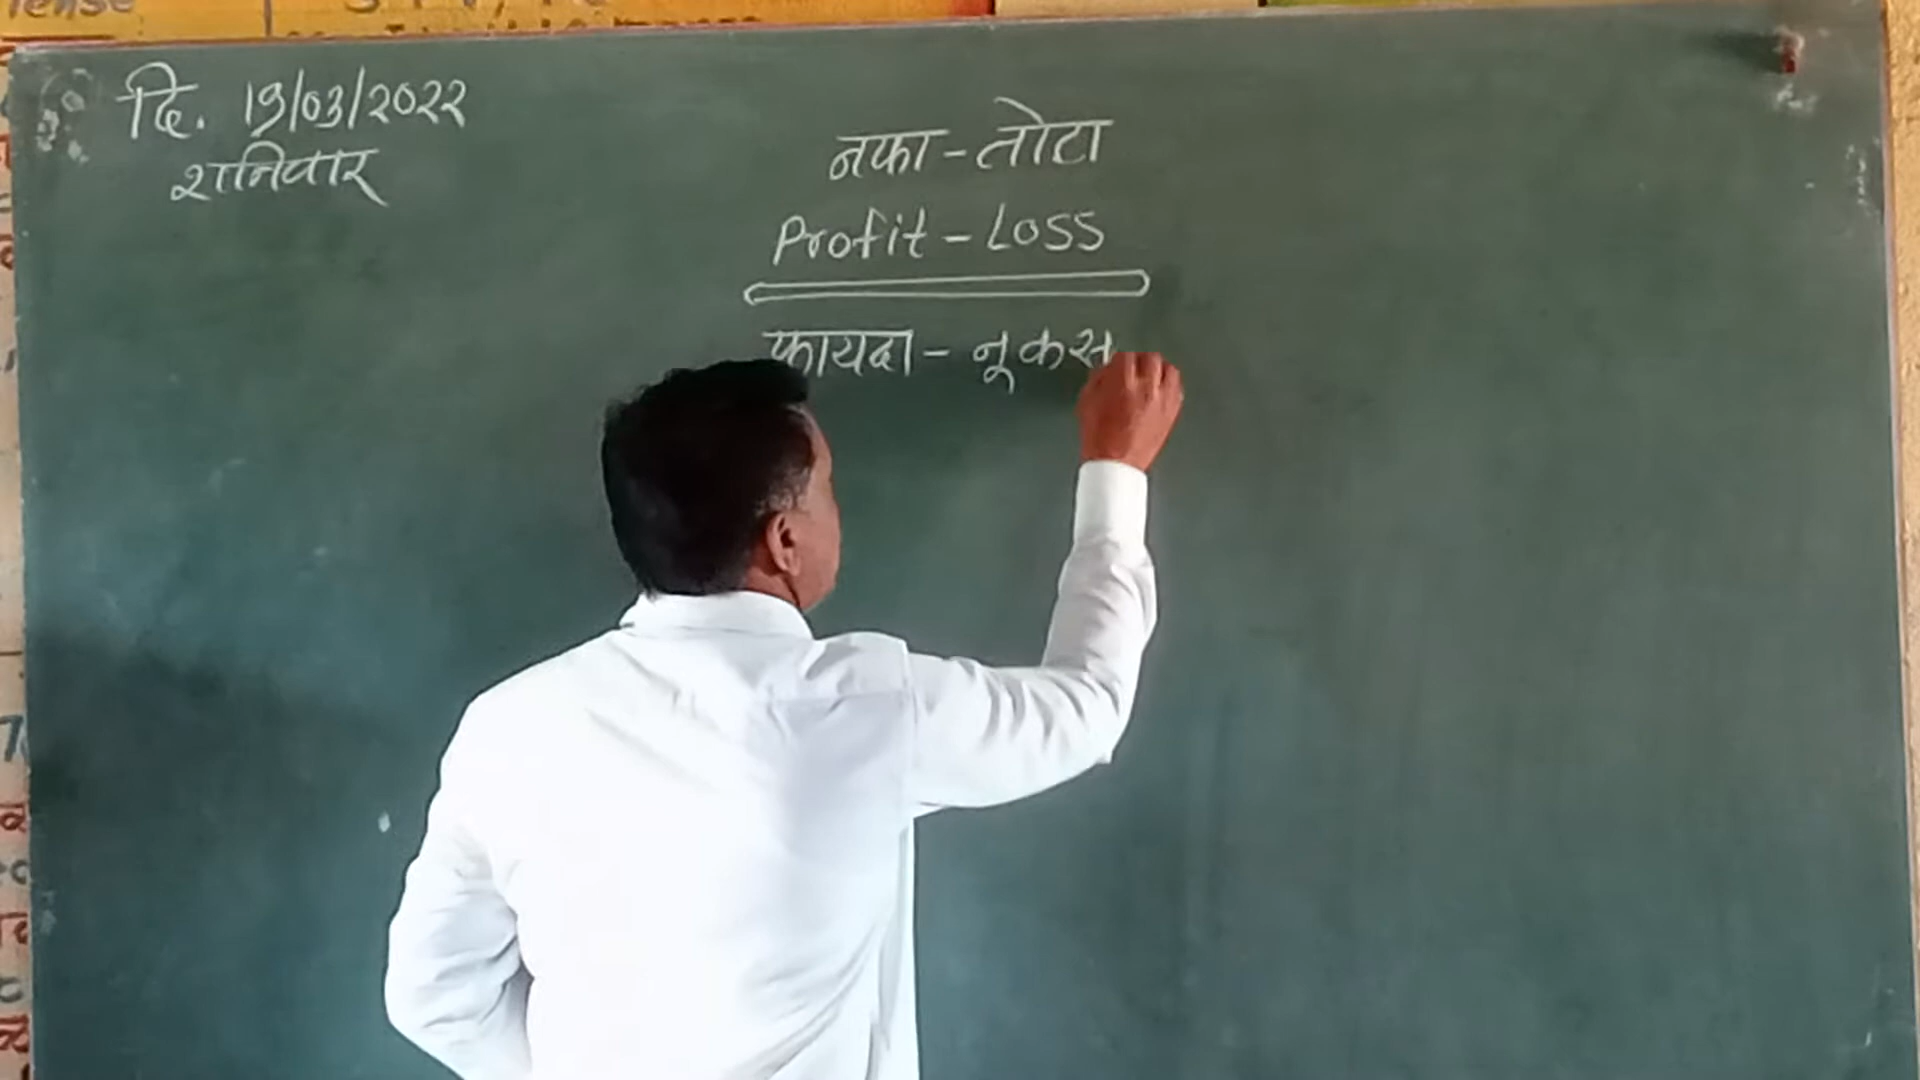 दि. 19/03/2022
शनिवार
नफा-तोटा
Profit-Loss
फायदा-नूकस